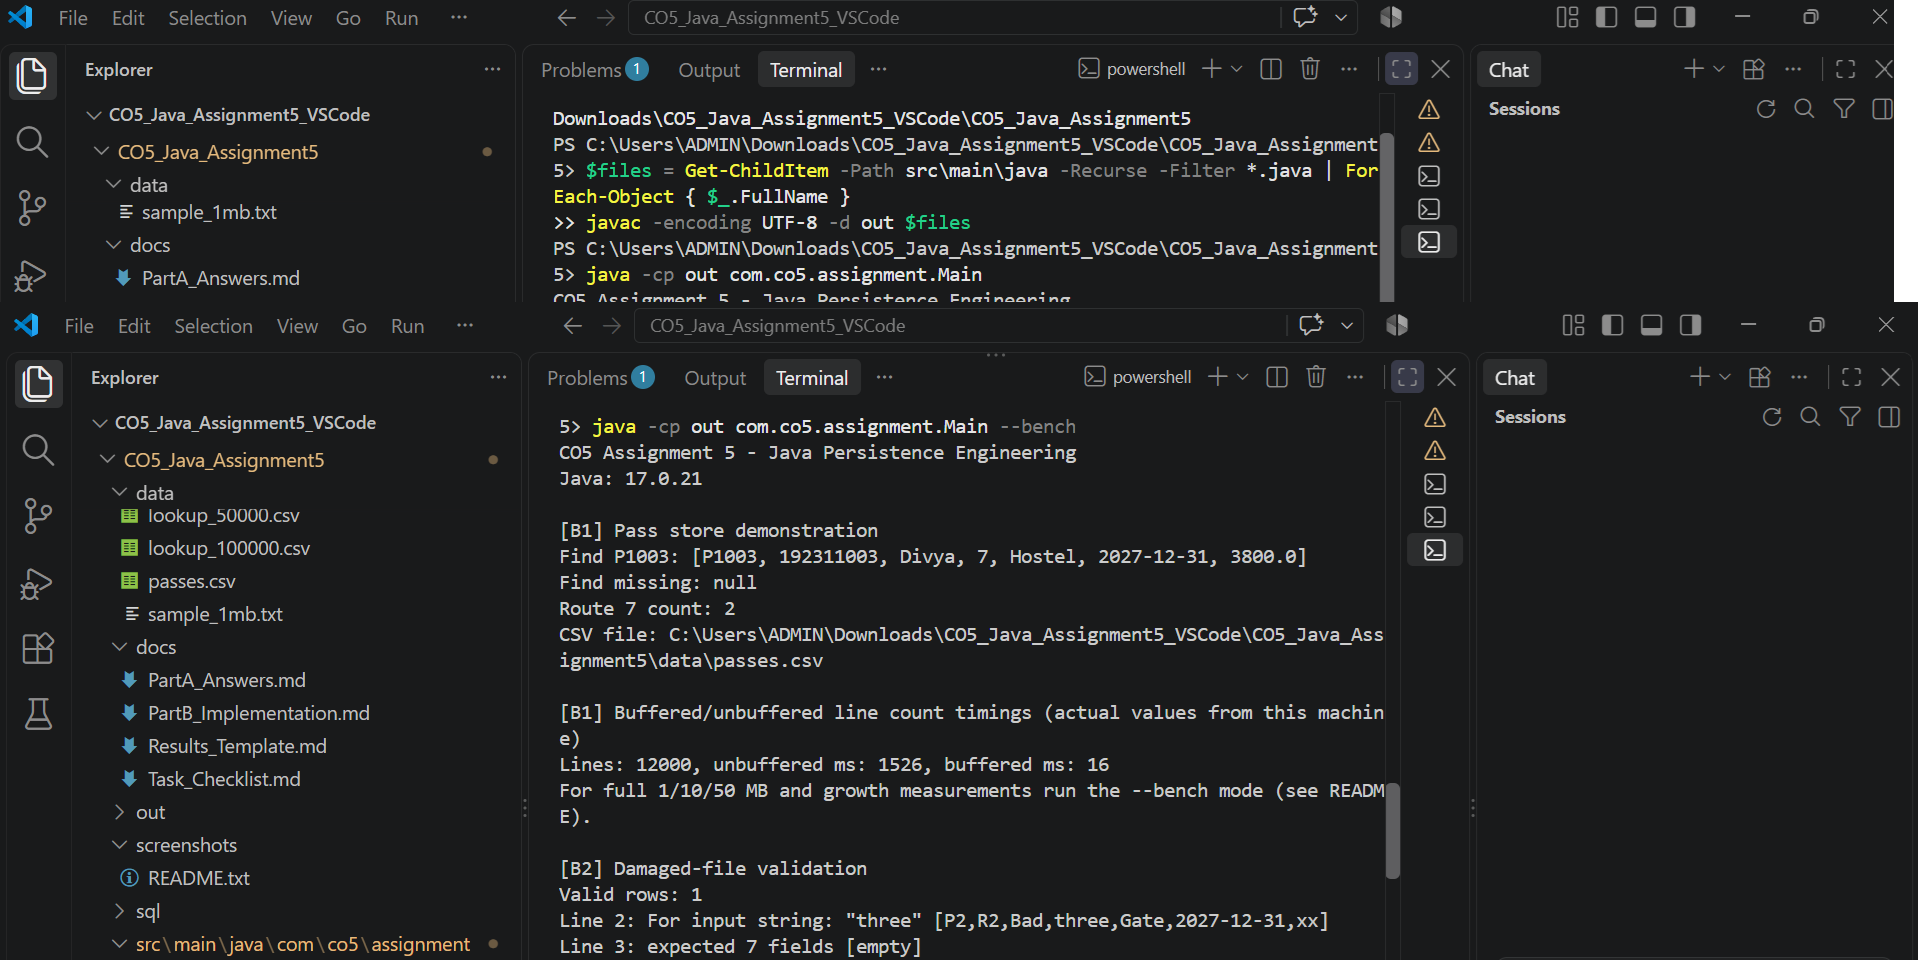 File Edit Selection View Go Run ··· CO5_Java_Assignment5_VSCode
Explorer ···
CO5_Java_Assignment5_VSCode
CO5_Java_Assignment5
data
sample_1mb.txt
docs
PartA_Answers.md
Problems 1 Output Terminal ··· powershell ···
Downloads\CO5_Java_Assignment5_VSCode\CO5_Java_Assignment5
PS C:\Users\ADMIN\Downloads\CO5_Java_Assignment5_VSCode\CO5_Java_Assignment
5> $files = Get-ChildItem -Path src\main\java -Recurse -Filter *.java | For
Each-Object { $_.FullName }
>> javac -encoding UTF-8 -d out $files
PS C:\Users\ADMIN\Downloads\CO5_Java_Assignment5_VSCode\CO5_Java_Assignment
5> java -cp out com.co5.assignment.Main
CO5 Assignment 5 - Java Persistence Engineering
Chat ···
Sessions
File Edit Selection View Go Run ··· CO5_Java_Assignment5_VSCode
Explorer ···
CO5_Java_Assignment5_VSCode
CO5_Java_Assignment5
data
lookup_50000.csv
lookup_100000.csv
passes.csv
sample_1mb.txt
docs
PartA_Answers.md
PartB_Implementation.md
Results_Template.md
Task_Checklist.md
out
screenshots
README.txt
sql
src\main\java\com\co5\assignment
Problems 1 Output Terminal ··· powershell ···
5> java -cp out com.co5.assignment.Main --bench
CO5 Assignment 5 - Java Persistence Engineering
Java: 17.0.21
[B1] Pass store demonstration
Find P1003: [P1003, 192311003, Divya, 7, Hostel, 2027-12-31, 3800.0]
Find missing: null
Route 7 count: 2
CSV file: C:\Users\ADMIN\Downloads\CO5_Java_Assignment5_VSCode\CO5_Java_Ass
ignment5\data\passes.csv
[B1] Buffered/unbuffered line count timings (actual values from this machin
e)
Lines: 12000, unbuffered ms: 1526, buffered ms: 16
For full 1/10/50 MB and growth measurements run the --bench mode (see READM
E).
[B2] Damaged-file validation
Valid rows: 1
Line 2: For input string: "three" [P2,R2,Bad,three,Gate,2027-12-31,xx]
Line 3: expected 7 fields [empty]
Chat ···
Sessions